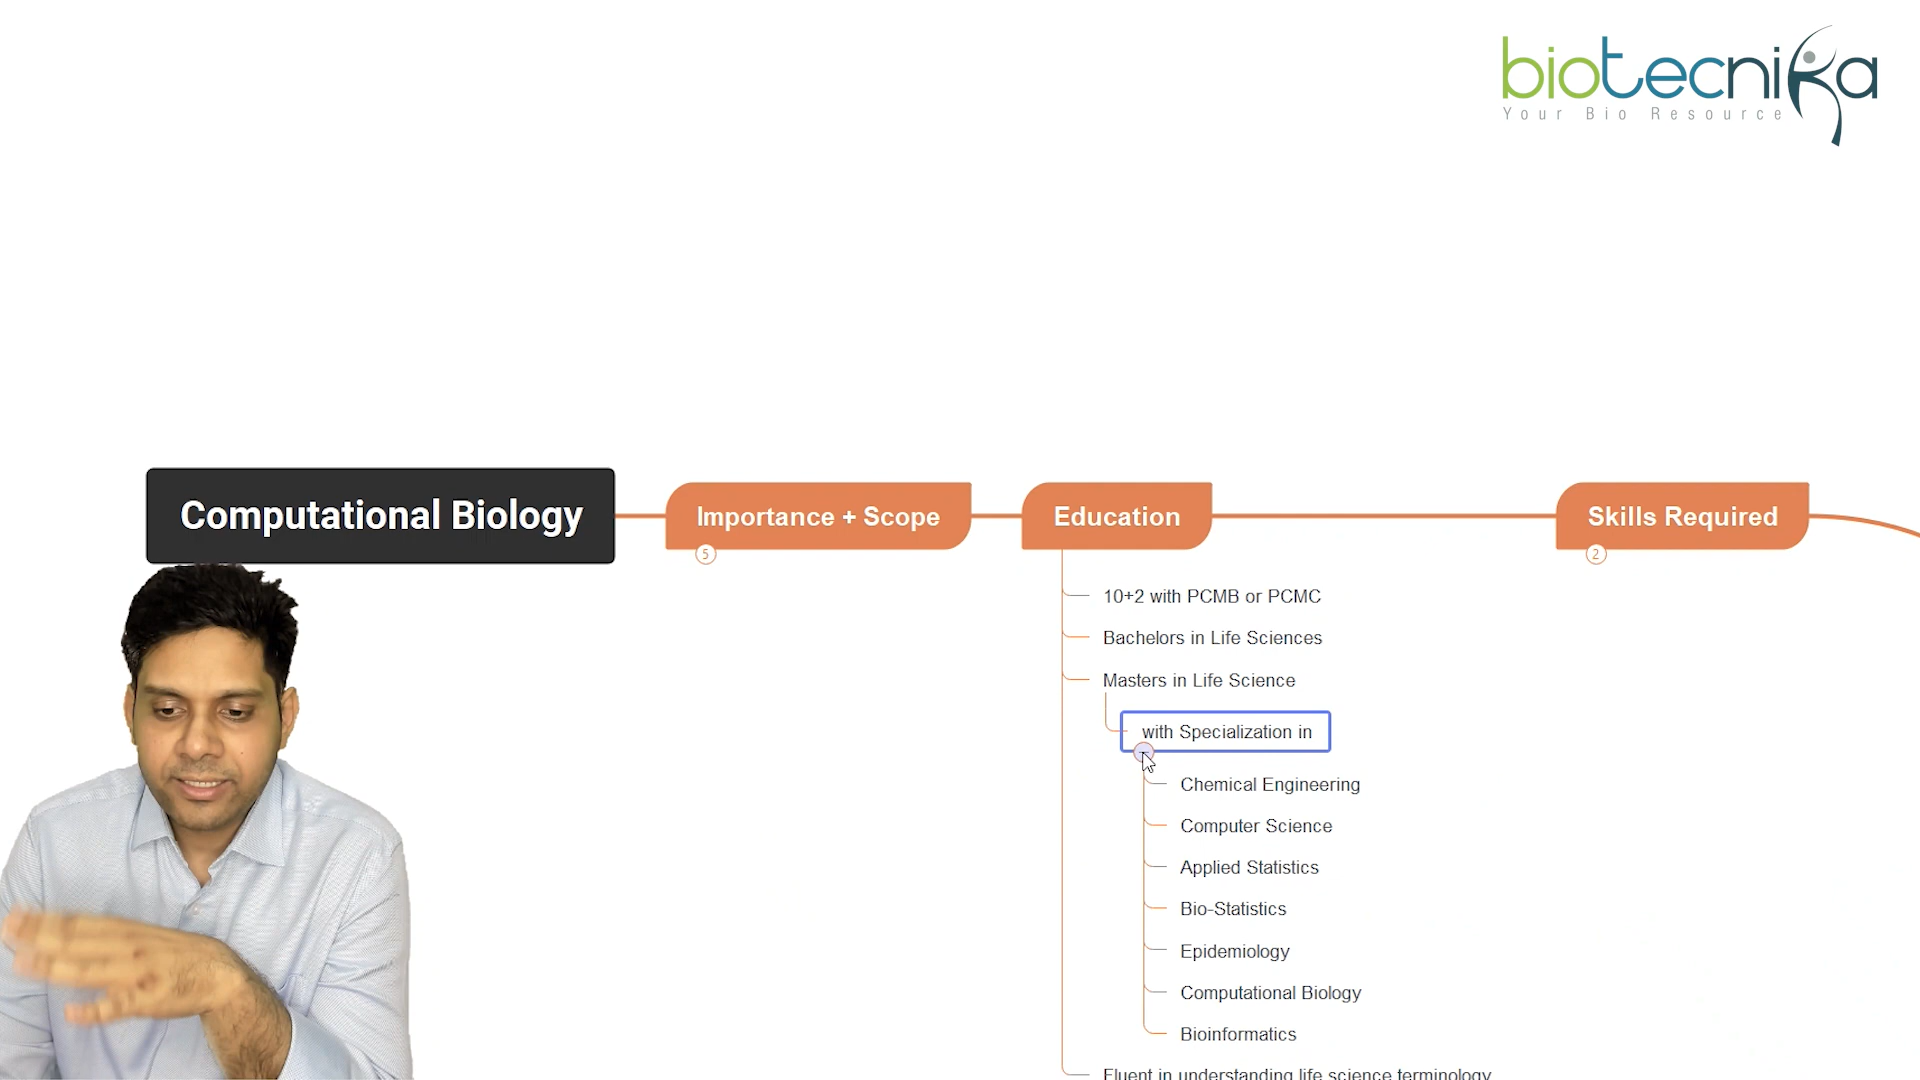 biotecnika
Your Bio Resource
Computational Biology
Importance + Scope
5
Education
Skills Required
2
10+2 with PCMB or PCMC
Bachelors in Life Sciences
Masters in Life Science
with Specialization in
Chemical Engineering
Computer Science
Applied Statistics
Bio-Statistics
Epidemiology
Computational Biology
Bioinformatics
Fluent in understanding life science terminology